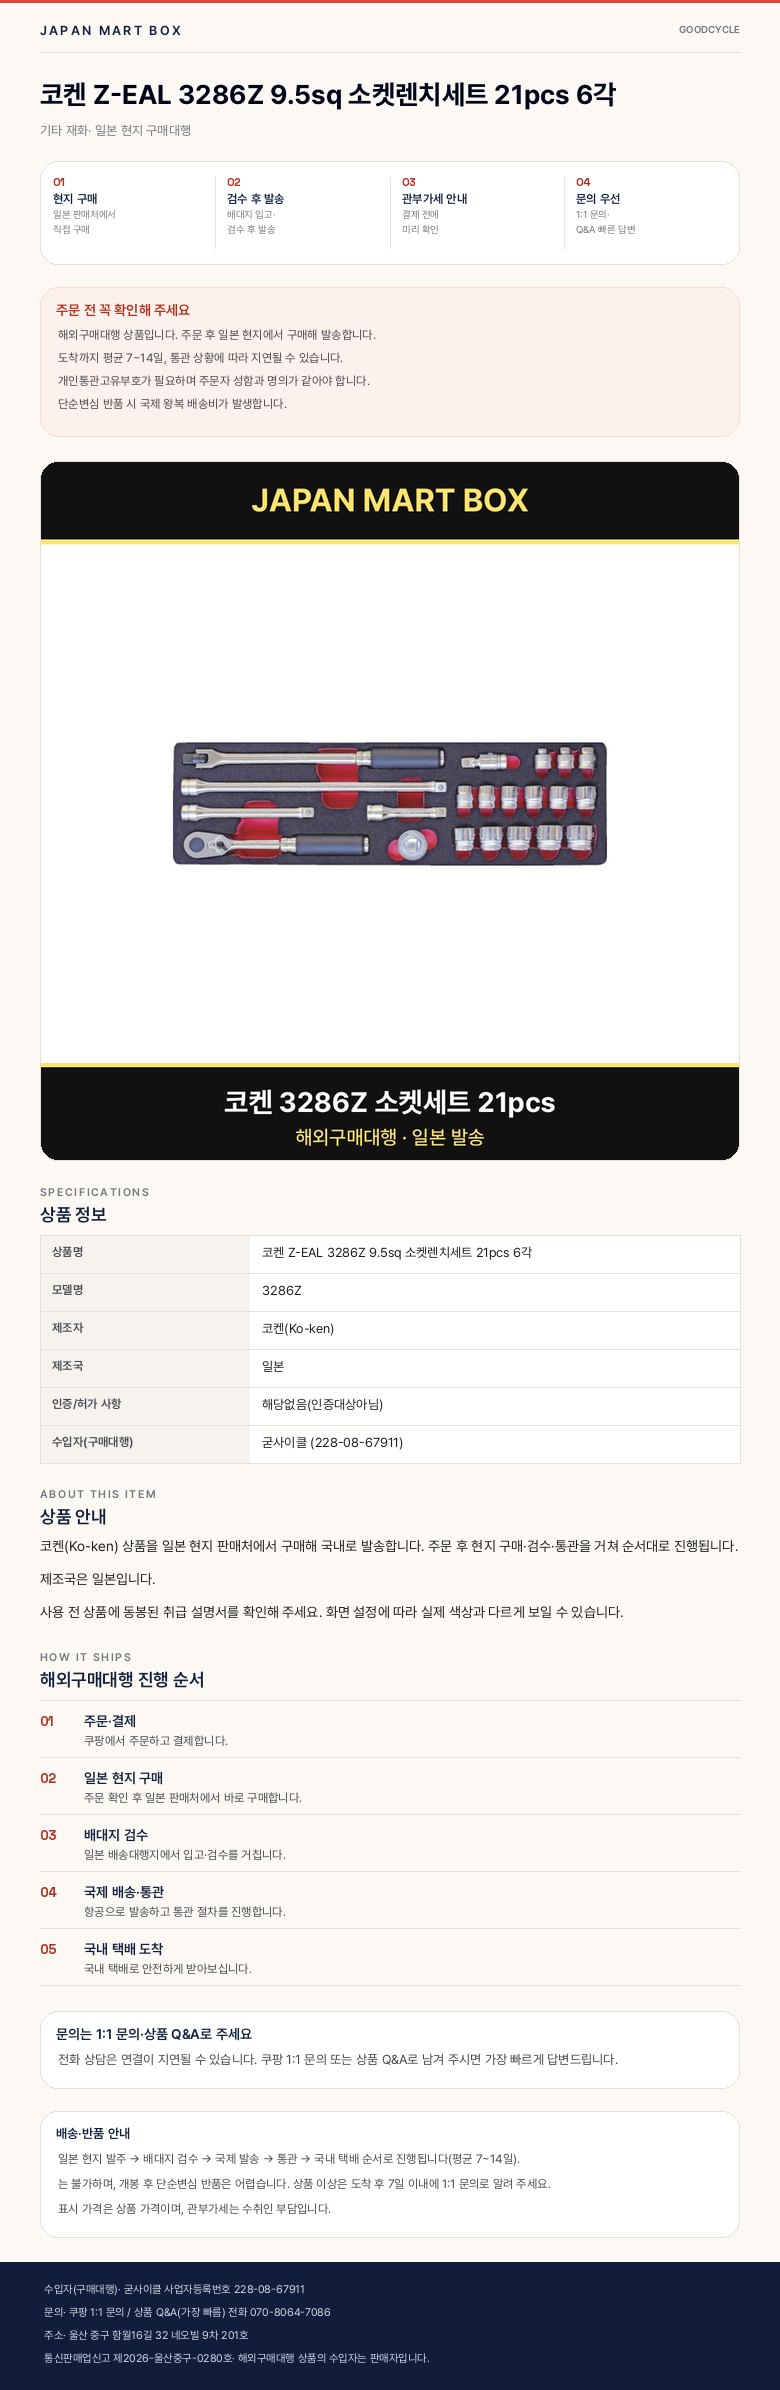 JAPAN MART BOX
GOODCYCLE
코켄 Z-EAL 3286Z 9.5sq 소켓렌치세트 21pcs 6각
기타 재화· 일본 현지 구매대행
01
현지 구매
일본 판매처에서
직접 구매
02
검수 후 발송
배대지 입고·
검수 후 발송
03
관부가세 안내
결제 전에
미리 확인
04
문의 우선
1:1 문의·
Q&A 빠른 답변
주문 전 꼭 확인해 주세요
해외구매대행 상품입니다. 주문 후 일본 현지에서 구매해 발송합니다.
도착까지 평균 7~14일, 통관 상황에 따라 지연될 수 있습니다.
개인통관고유부호가 필요하며 주문자 성함과 명의가 같아야 합니다.
단순변심 반품 시 국제 왕복 배송비가 발생합니다.
JAPAN MART BOX
코켄 3286Z 소켓세트 21pcs
해외구매대행 · 일본 발송
SPECIFICATIONS
상품 정보
상품명 코켄 Z-EAL 3286Z 9.5sq 소켓렌치세트 21pcs 6각
모델명 3286Z
제조자 코켄(Ko-ken)
제조국 일본
인증/허가 사항 해당없음(인증대상아님)
수입자(구매대행) 굳사이클 (228-08-67911)
ABOUT THIS ITEM
상품 안내
코켄(Ko-ken) 상품을 일본 현지 판매처에서 구매해 국내로 발송합니다. 주문 후 현지 구매·검수·통관을 거쳐 순서대로 진행됩니다.
제조국은 일본입니다.
사용 전 상품에 동봉된 취급 설명서를 확인해 주세요. 화면 설정에 따라 실제 색상과 다르게 보일 수 있습니다.
HOW IT SHIPS
해외구매대행 진행 순서
01 주문·결제
쿠팡에서 주문하고 결제합니다.
02 일본 현지 구매
주문 확인 후 일본 판매처에서 바로 구매합니다.
03 배대지 검수
일본 배송대행지에서 입고·검수를 거칩니다.
04 국제 배송·통관
항공으로 발송하고 통관 절차를 진행합니다.
05 국내 택배 도착
국내 택배로 안전하게 받아보십니다.
문의는 1:1 문의·상품 Q&A로 주세요
전화 상담은 연결이 지연될 수 있습니다. 쿠팡 1:1 문의 또는 상품 Q&A로 남겨 주시면 가장 빠르게 답변드립니다.
배송·반품 안내
일본 현지 발주 → 배대지 검수 → 국제 발송 → 통관 → 국내 택배 순서로 진행됩니다(평균 7~14일).
는 불가하며, 개봉 후 단순변심 반품은 어렵습니다. 상품 이상은 도착 후 7일 이내에 1:1 문의로 알려 주세요.
표시 가격은 상품 가격이며, 관부가세는 수취인 부담입니다.
수입자(구매대행)· 굳사이클 사업자등록번호 228-08-67911
문의· 쿠팡 1:1 문의 / 상품 Q&A(가장 빠름) 전화 070-8064-7086
주소· 울산 중구 함월16길 32 네오빌 9차 201호
통신판매업신고 제2026-울산중구-0280호· 해외구매대행 상품의 수입자는 판매자입니다.